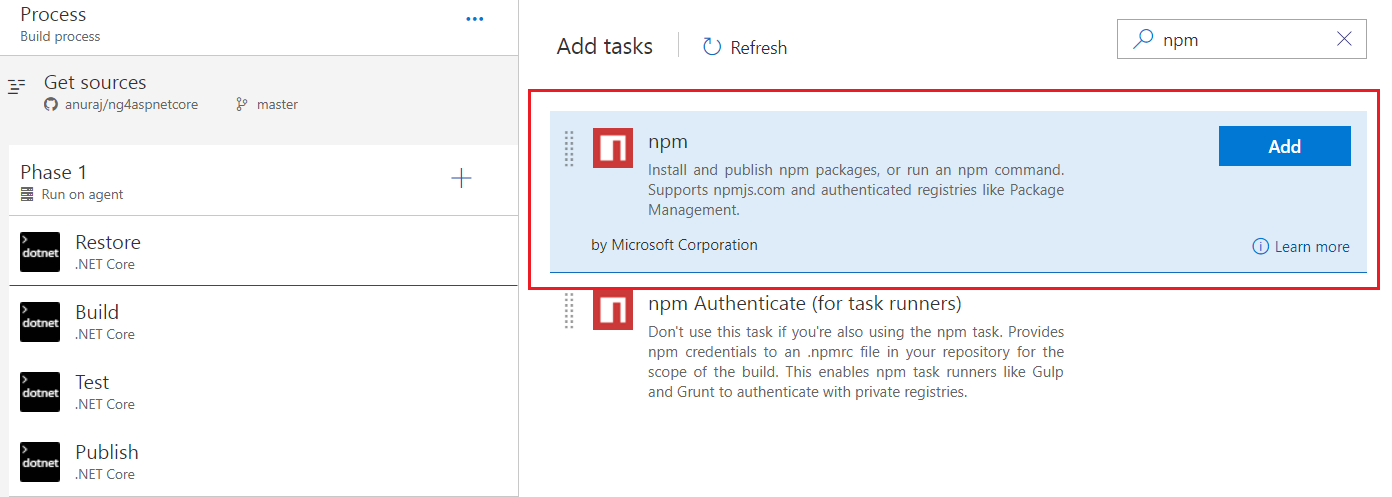 Process
Build process
Get sources
anuraj/ng4aspnetcore master
Phase 1
Run on agent
dotnet
Restore
.NET Core
dotnet
Build
.NET Core
dotnet
Test
.NET Core
dotnet
Publish
.NET Core
Add tasks
Refresh
npm
npm
Add
Install and publish npm packages, or run an npm command.
Supports npmjs.com and authenticated registries like Package
Management.
by Microsoft Corporation
Learn more
npm Authenticate (for task runners)
Don't use this task if you're also using the npm task. Provides
npm credentials to an .npmrc file in your repository for the
scope of the build. This enables npm task runners like Gulp
and Grunt to authenticate with private registries.